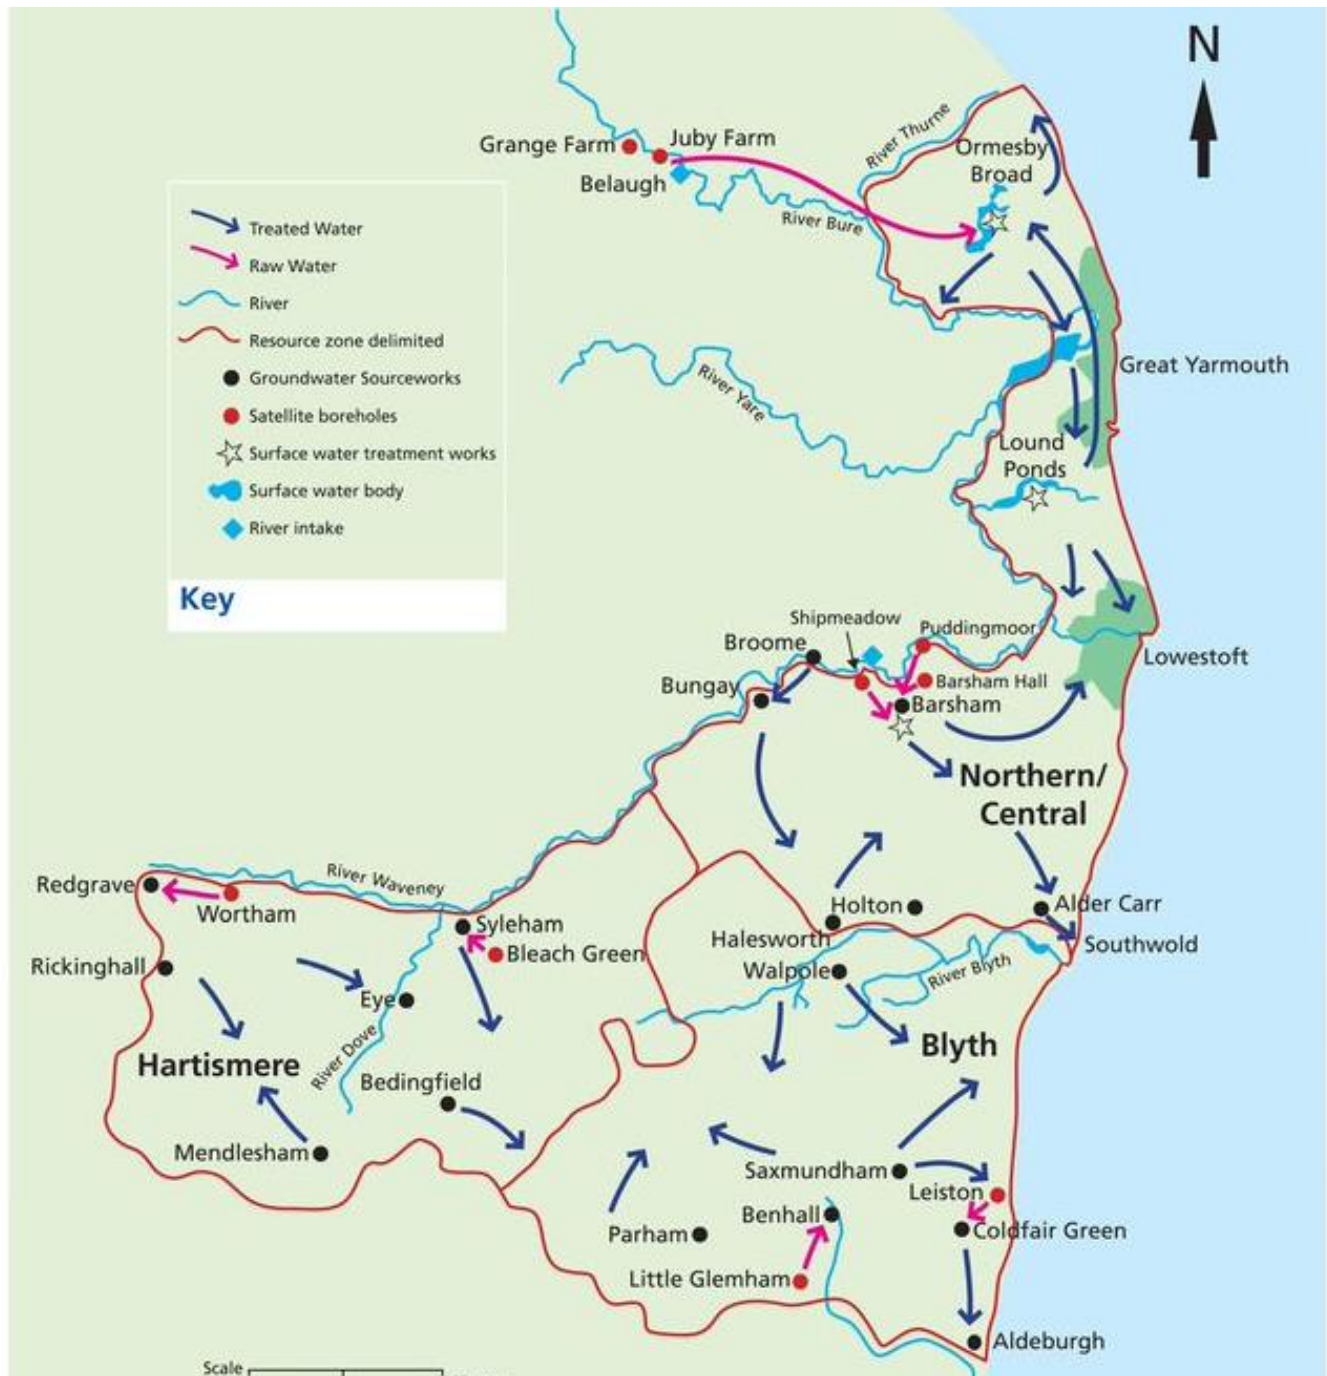 N
River Thurne
Juby Farm
Grange Farm
Ormesby
Broad
Belaugh
River Bure
Treated Water
Raw Water
River
Resource zone delimited
Groundwater Sourceworks
Satellite boreholes
Surface water treatment works
Surface water body
River intake
Key
Great Yarmouth
River Yare
Lound
Ponds
Shipmeadow
Puddingmoor
Broome
Lowestoft
Bungay
Barsham Hall
Barsham
Northern/
Central
River Waveney
Redgrave
Wortham
Holton
Alder Carr
Syleham
Halesworth
Southwold
Bleach Green
Rickinghall
Walpole
River Blyth
Eye
Blyth
Hartismere
River Dove
Bedingfield
Mendlesham
Saxmundham
Leiston
Benhall
Parham
Coldfair Green
Little Glemham
Aldeburgh
Scale